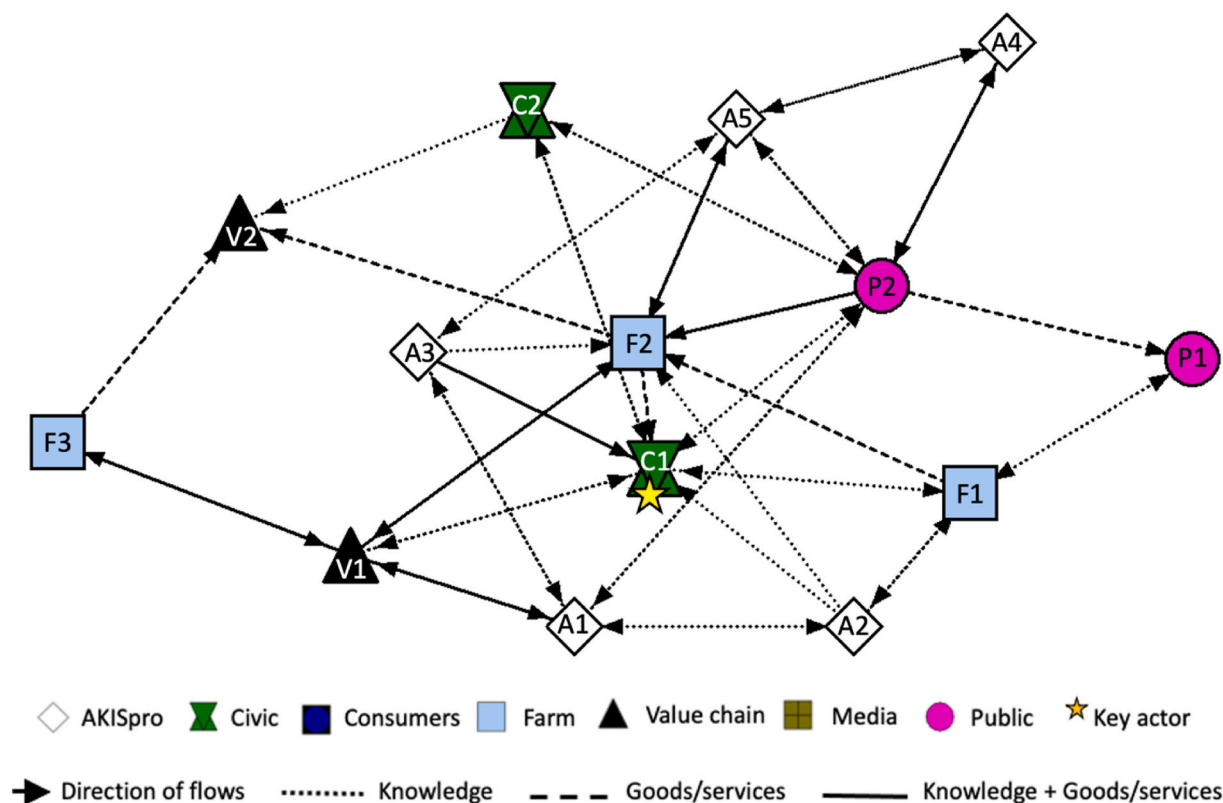 A4
C2
A5
V2
P2
F2
A3
P1
F3
C1
F1
V1
A1
A2
AKISpro Civic Consumers Farm Value chain Media Public Key actor
Direction of flows Knowledge Goods/services Knowledge + Goods/services